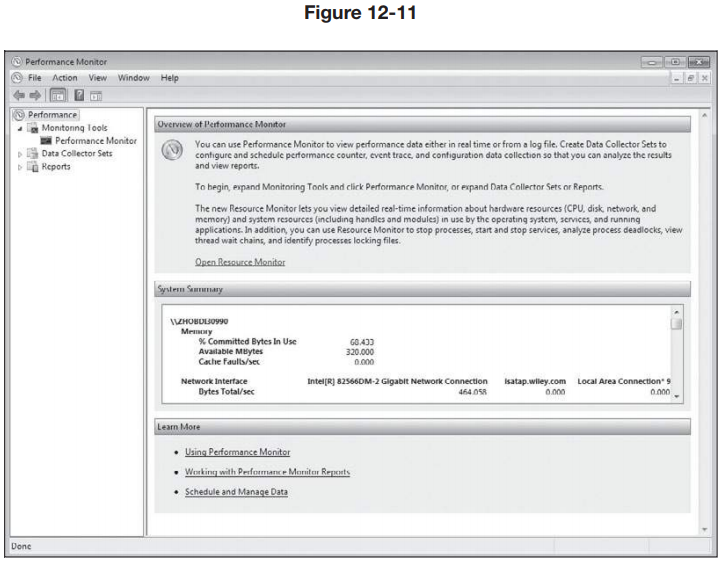 Figure 12-11
Performance Monitor
File Action View Window Help
Performance
Monitoring Tools
Performance Monitor
Data Collector Sets
Reports
Overview of Performance Monitor
You can use Performance Monitor to view performance data either in real time or from a log file. Create Data Collector Sets to
configure and schedule performance counter, event trace, and configuration data collection so that you can analyze the results
and view reports.
To begin, expand Monitoring Tools and click Performance Monitor, or expand Data Collector Sets or Reports.
The new Resource Monitor lets you view detailed real-time information about hardware resources (CPU, disk, network, and
memory) and system resources (including handles and modules) in use by the operating system, services, and running
applications. In addition, you can use Resource Monitor to stop processes, start and stop services, analyze process deadlocks, view
thread wait chains, and identify processes locking files.
Open Resource Monitor
System Summary
\\ZHOBDL30990
Memory
% Committed Bytes In Use 68.433
Available MBytes 320.000
Cache Faults/sec 0.000
Network Interface Intel[R] 82566DM-2 Gigabit Network Connection isatap.wiley.com Local Area Connection* 9
Bytes Total/sec 464.058 0.000 0.000
Learn More
• Using Performance Monitor
• Working with Performance Monitor Reports
• Schedule and Manage Data
Done